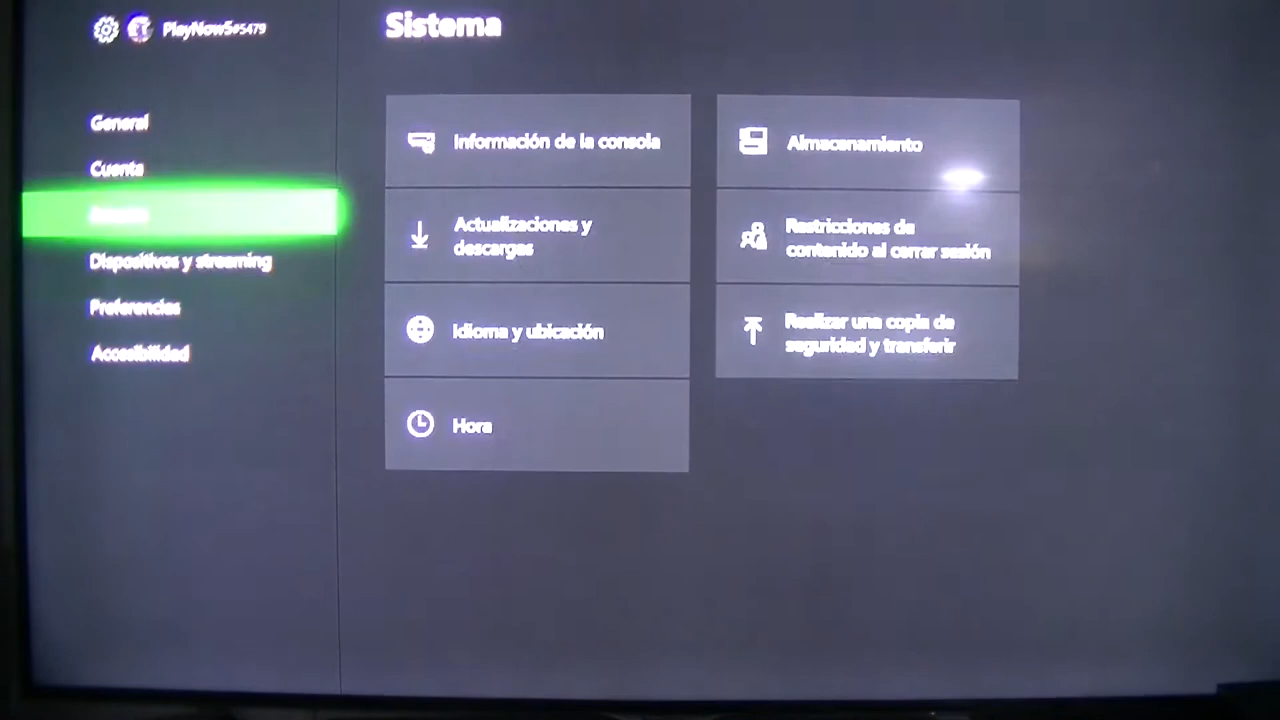 PlayNow5#5479
General
Cuenta
Sistema
Dispositivos y streaming
Preferencias
Accesibilidad
Sistema
Información de la consola
Actualizaciones y
descargas
Idioma y ubicación
Hora
Almacenamiento
Restricciones de
contenido al cerrar sesión
Realizar una copia de
seguridad y transferir